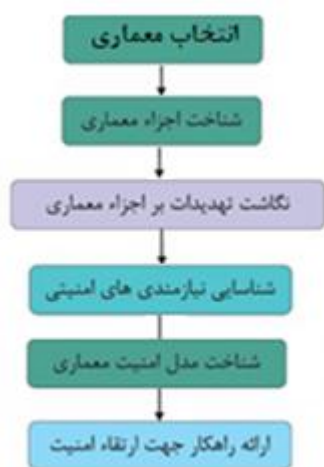 انتخاب معماری
شناخت اجزاء معماری
نگاشت تهدیدات بر اجزاء معماری
شناسایی نیازمندی های امنیتی
شناخت مدل امنیت معماری
ارائه راهکار جهت ارتقاء امنیت